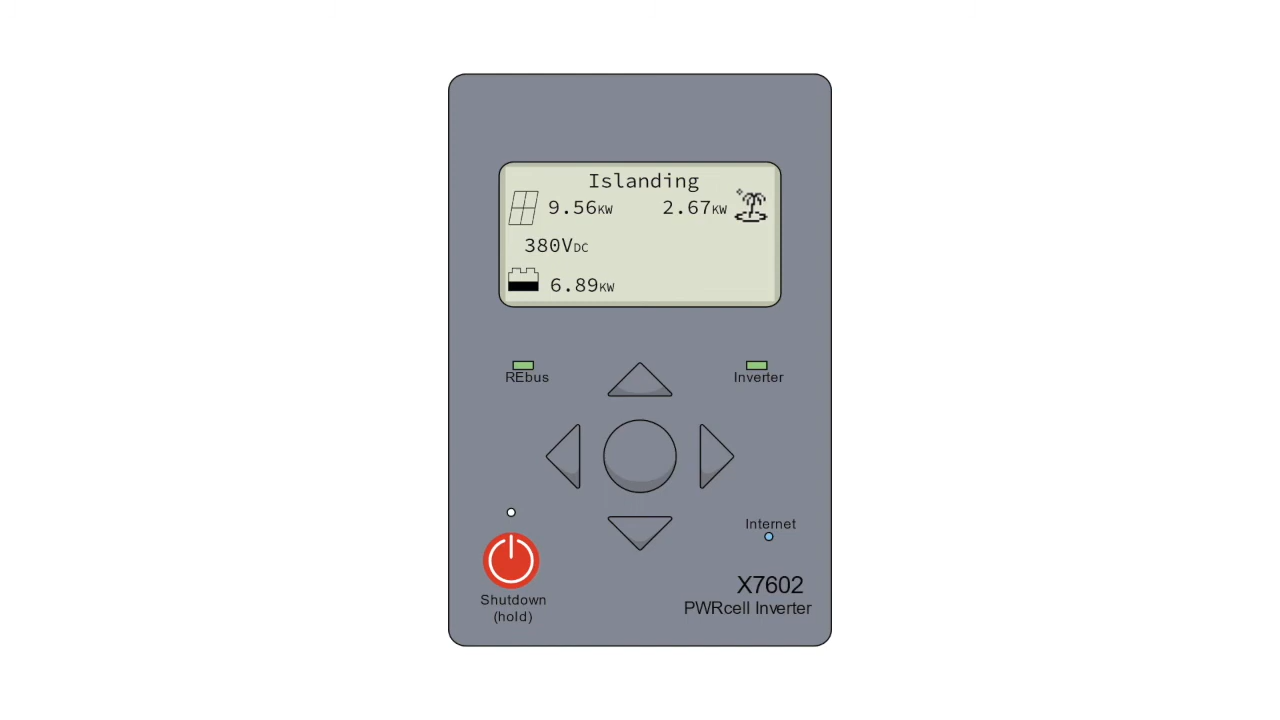 Islanding
9.56KW 2.67KW
380VDC
6.89KW
REbus
Inverter
Internet
Shutdown
(hold)
X7602
PWRcell Inverter